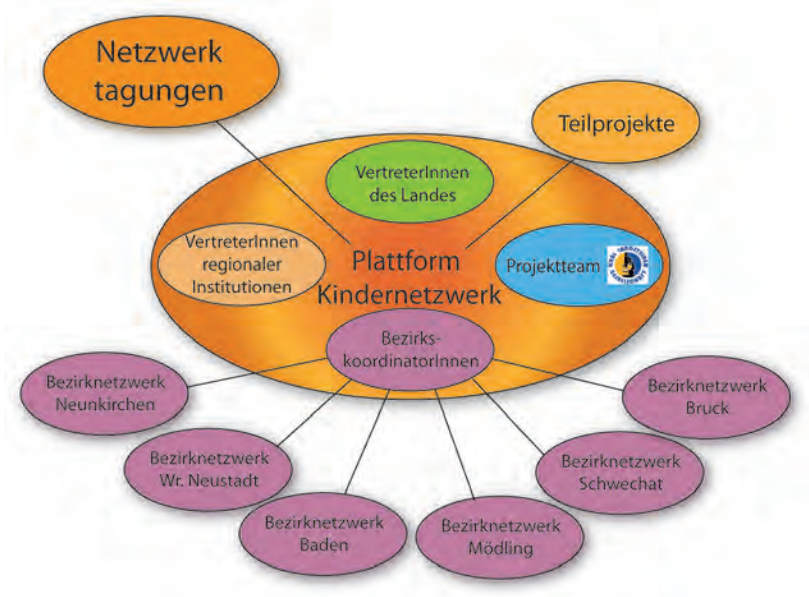 Netzwerk
tagungen
Teilprojekte
VertreterInnen
des Landes
VertreterInnen
regionaler
Institutionen
Plattform
Kindernetzwerk
Projektteam
Bezirks-
koordinatorInnen
Bezirknetzwerk
Neunkirchen
Bezirknetzwerk
Wr. Neustadt
Bezirknetzwerk
Baden
Bezirknetzwerk
Mödling
Bezirknetzwerk
Schwechat
Bezirknetzwerk
Bruck